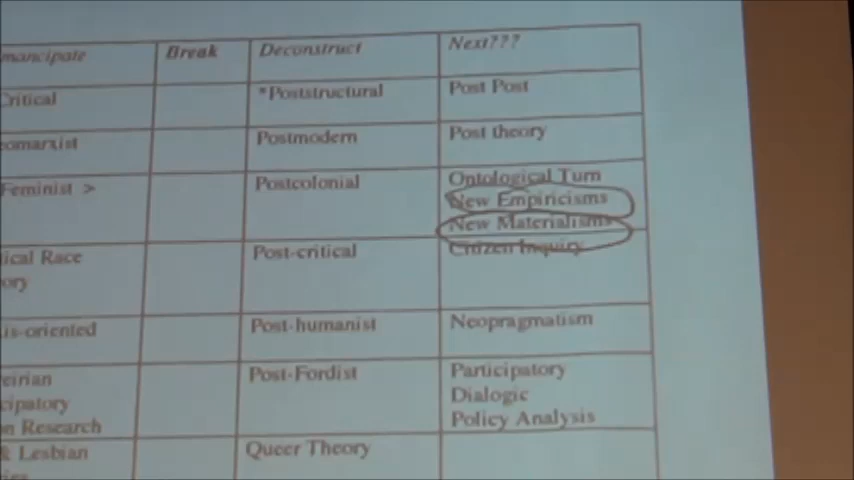 mancipate Break Deconstruct Next???
Critical *Poststructural Post Post
eomarxist Postmodern Post theory
Feminist > Postcolonial Ontological Turn
New Empiricisms
New Materialisms
ical Race Post-critical Citizen Inquiry
ory
is-oriented Post-humanist Neopragmatism
eirian Post-Fordist Participatory
cipatory Dialogic
on Research Policy Analysis
& Lesbian Queer Theory